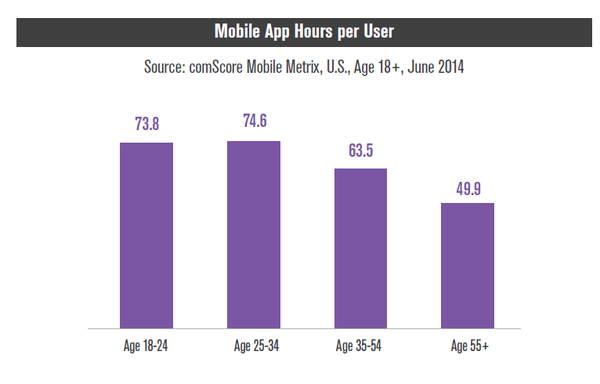 Mobile App Hours per User
Source: comScore Mobile Metrix, U.S., Age 18+, June 2014
73.8
74.6
63.5
49.9
Age 18-24
Age 25-34
Age 35-54
Age 55+